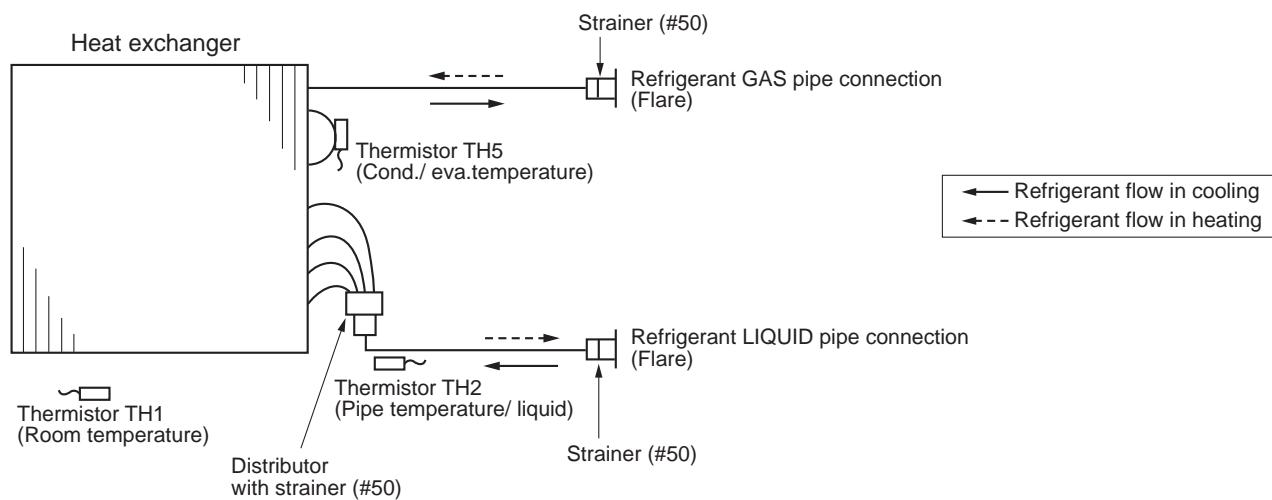 Strainer (#50)
Heat exchanger
Refrigerant GAS pipe connection
(Flare)
Thermistor TH5
(Cond./ eva.temperature)
Refrigerant flow in cooling
Refrigerant flow in heating
Refrigerant LIQUID pipe connection
(Flare)
Thermistor TH2
(Pipe temperature/ liquid)
Thermistor TH1
(Room temperature)
Strainer (#50)
Distributor
with strainer (#50)